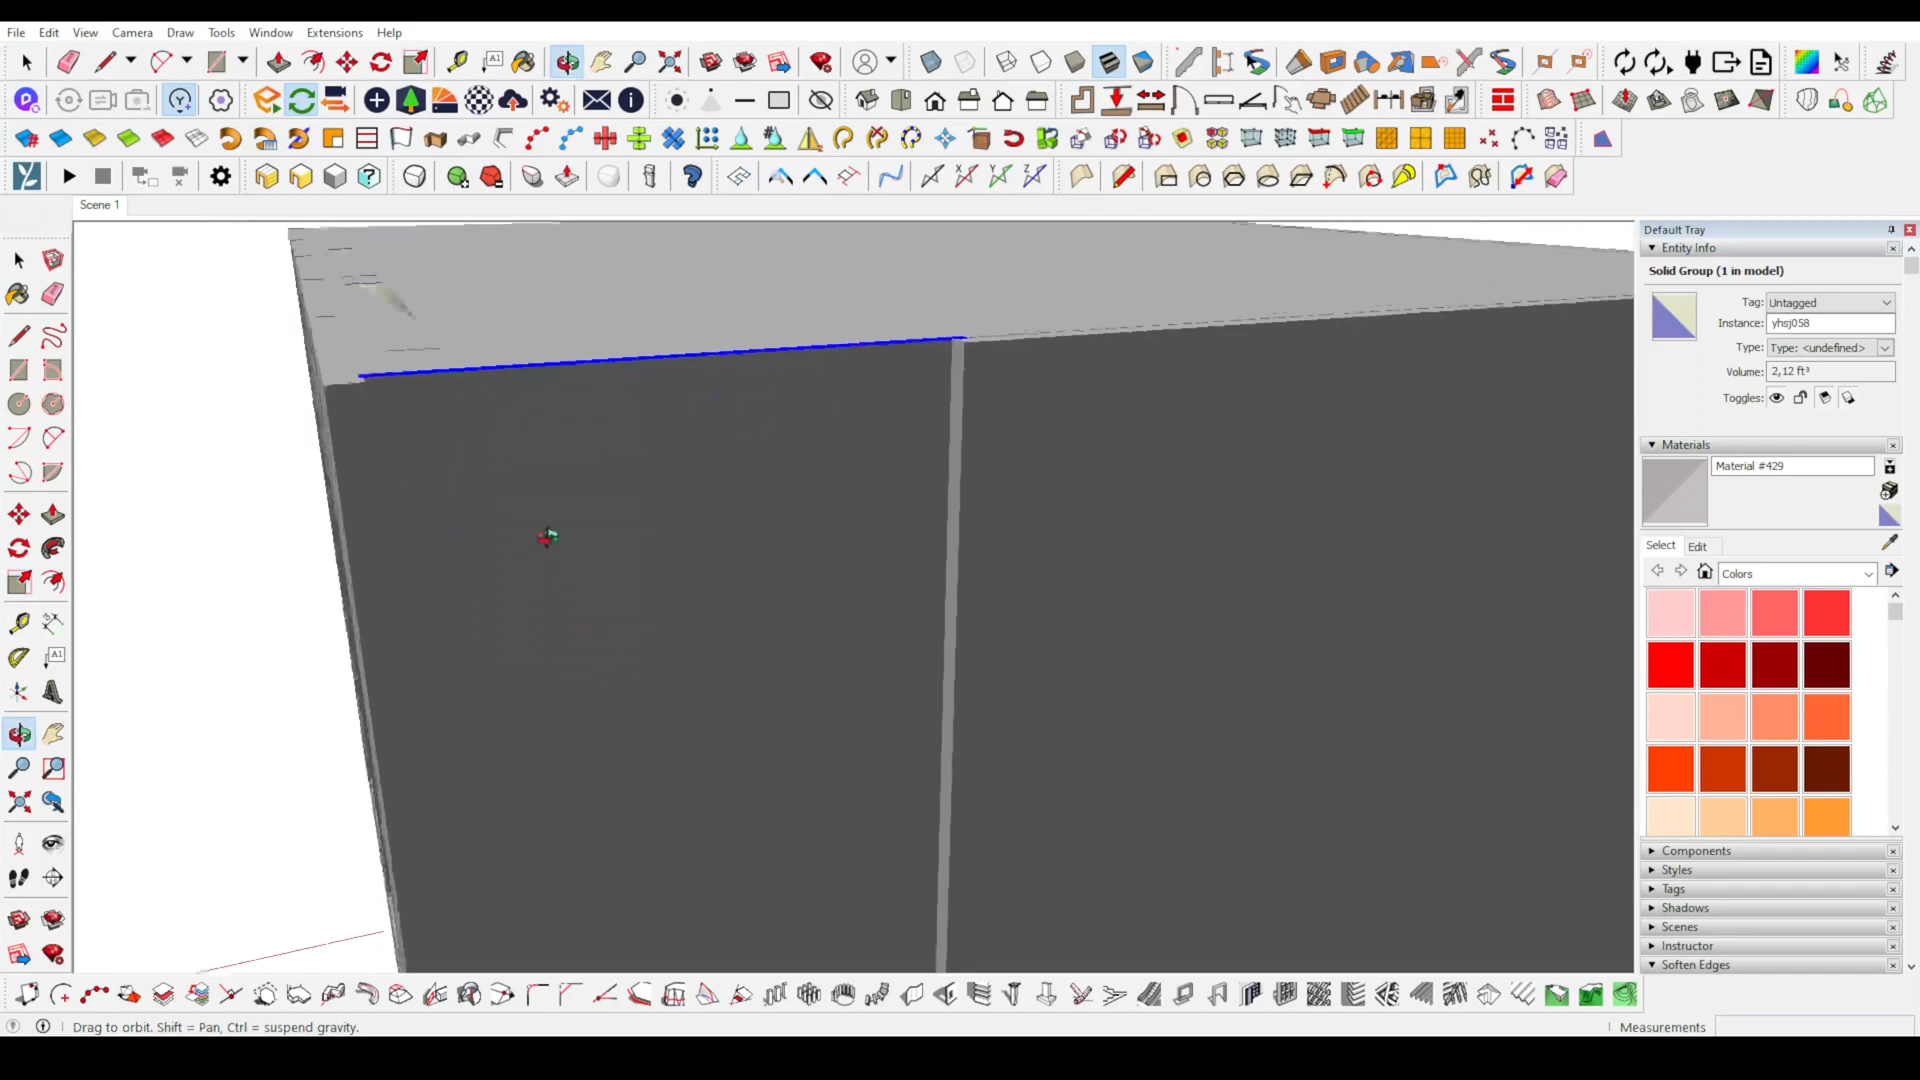 File Edit View Camera Draw Tools Window Extensions Help
Scene 1
Default Tray
Entity Info
Solid Group (1 in model)
Tag: Untagged
Instance: yhsj058
Type: Type: <undefined>
Volume: 2,12 ft³
Toggles:
Materials
Material #429
Select Edit
Colors
Components
Styles
Tags
Shadows
Scenes
Instructor
Soften Edges
Drag to orbit. Shift = Pan, Ctrl = suspend gravity.
Measurements